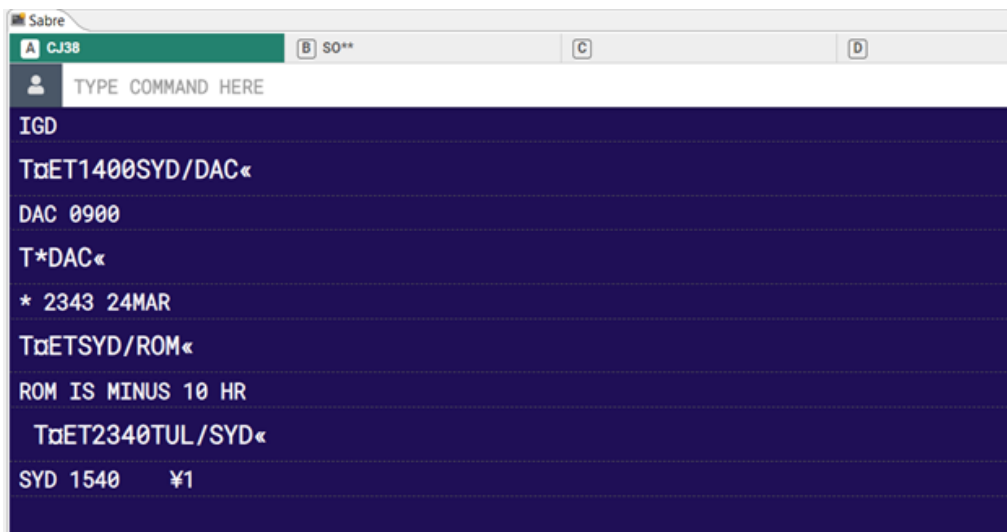 Sabre
A CJ38 B SO** C D
TYPE COMMAND HERE
IGD
T¤ET1400SYD/DAC«
DAC 0900
T*DAC«
* 2343 24MAR
T¤ETSYD/ROM«
ROM IS MINUS 10 HR
T¤ET2340TUL/SYD«
SYD 1540 ¥1